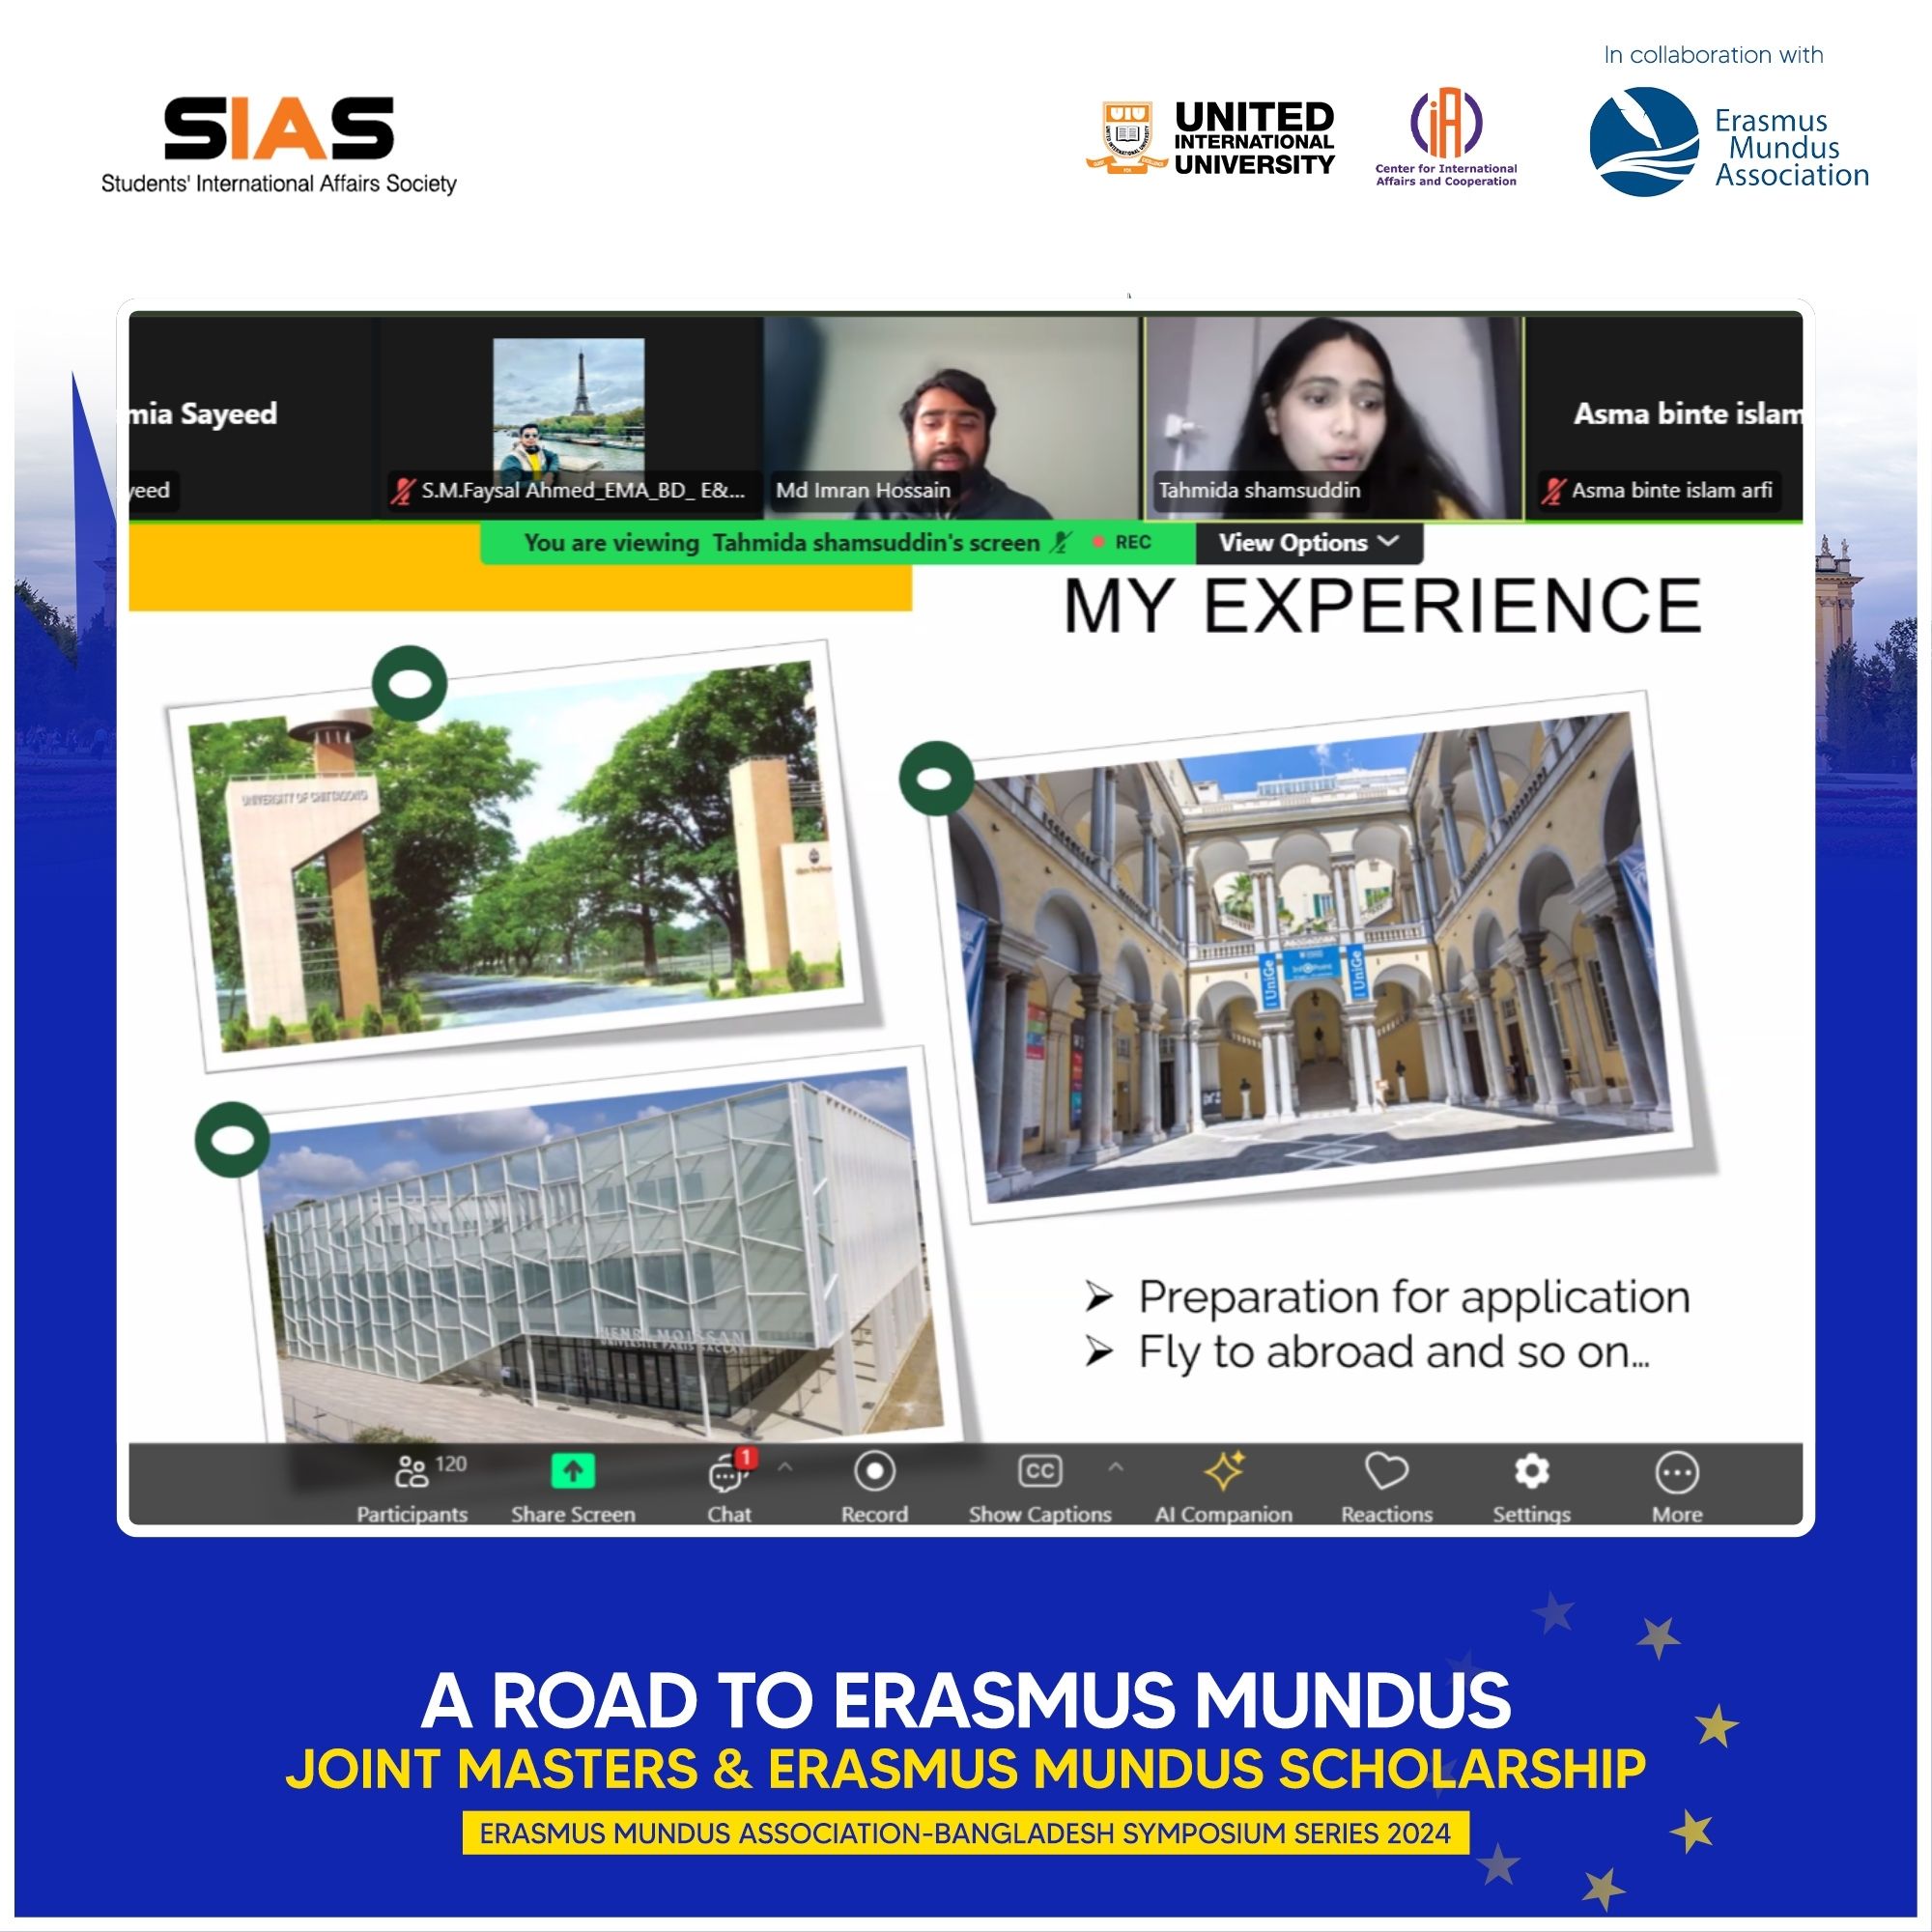 In collaboration with
SIAS
Students' International Affairs Society
UIU
UNITED
INTERNATIONAL
UNIVERSITY
CIAC
Center for International
Affairs and Cooperation
Erasmus
Mundus
Association
mia Sayeed
yeed
S.M.Faysal Ahmed_EMA_BD_ E&...
Md Imran Hossain
Tahmida shamsuddin
Asma binte islam
Asma binte islam arfi
You are viewing Tahmida shamsuddin's screen
REC
View Options
MY EXPERIENCE
UNIVERSITY OF CHITTAGONG
UniGe
UniGe
HENRI MOISSAN
UNIVERSITÉ PARIS SACLAY
Preparation for application
Fly to abroad and so on...
120
Participants
Share Screen
1
Chat
Record
CC
Show Captions
AI Companion
Reactions
Settings
More
A ROAD TO ERASMUS MUNDUS
JOINT MASTERS & ERASMUS MUNDUS SCHOLARSHIP
ERASMUS MUNDUS ASSOCIATION-BANGLADESH SYMPOSIUM SERIES 2024